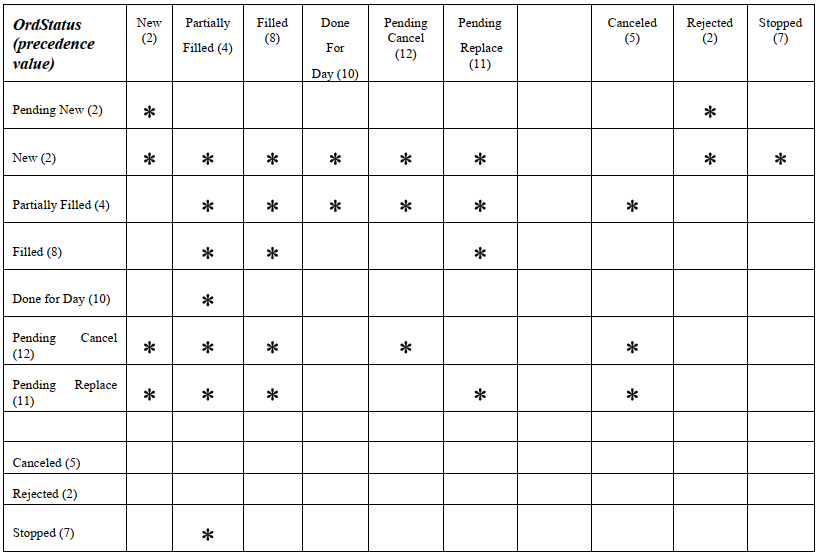 OrdStatus (precedence value) New (2) Partially Filled (4) Filled (8) Done For Day (10) Pending Cancel (12) Pending Replace (11) Canceled (5) Rejected (2) Stopped (7)
Pending New (2) * *
New (2) * * * * * * * *
Partially Filled (4) * * * * * *
Filled (8) * * *
Done for Day (10) *
Pending Cancel (12) * * * * *
Pending Replace (11) * * * * *
Canceled (5)
Rejected (2)
Stopped (7) *